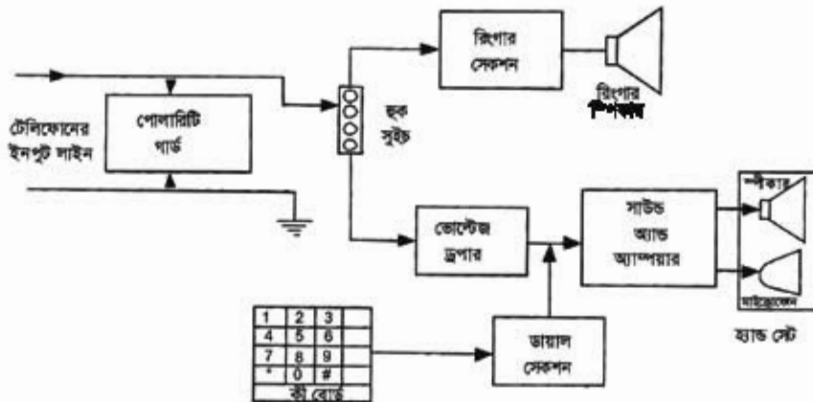 রিংগার
সেকশন
রিংগার
টেলিফোনের
ইনপুট লাইন
পোলারিটি
গার্ড
হুক
সুইচ
ভোল্টেজ
ড্রপার
সাউন্ড
অ্যান্ড
অ্যাম্পয়ার
স্পীকার
মাইক্রোফোন
হ্যান্ড সেট
1 2 3
4 5 6
7 8 9
* 0 #
কী বোর্ড
ডায়াল
সেকশন